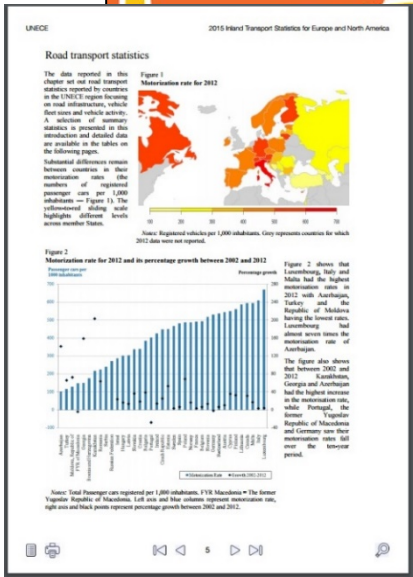 UNECE
2015 Inland Transport Statistics for Europe and North America
Road transport statistics
The data reported in this
chapter set out road transport
statistics reported by countries
in the UNECE region focusing
on road infrastructure, vehicle
fleet sizes and vehicle activity.
A selection of summary
statistics is presented in this
introduction and detailed data
are available in the tables on
the following pages.
Substantial differences remain
between countries in their
motorization rates (the
numbers of registered
passenger cars per 1,000
inhabitants — Figure 1). The
yellow-towred sliding scale
highlights different levels
across member States.
Figure 1
Motorization rate for 2012
Notes: Registered vehicles per 1,000 inhabitants. Grey represents countries for which
2012 data were not reported.
Figure 2
Motorization rate for 2012 and its percentage growth between 2002 and 2012
Passenger cars per
1000 inhabitants
Percentage growth
700
600
500
400
300
200
100
Motorization Rate
Growth 2002-2012
Notes: Total Passenger cars registered per 1,000 inhabitants. FYR Macedonia = The former
Yugoslav Republic of Macedonia. Left axis and blue columns represent motorization rate,
right axis and black points represent percentage growth between 2002 and 2012.
Figure 2 shows that
Luxembourg, Italy and
Malta had the highest
motorisation rates in
2012 with Azerbaijan,
Turkey and the
Republic of Moldova
having the lowest rates.
Luxembourg had
almost seven times the
motorisation rate of
Azerbaijan.
The figure also shows
that between 2002 and
2012 Kazakhstan,
Georgia and Azerbaijan
had the highest increase
in the motorisation rate,
while Portugal, the
former Yugoslav
Republic of Macedonia
and Germany saw their
motorisation rates fall
over the ten-year
period.
5